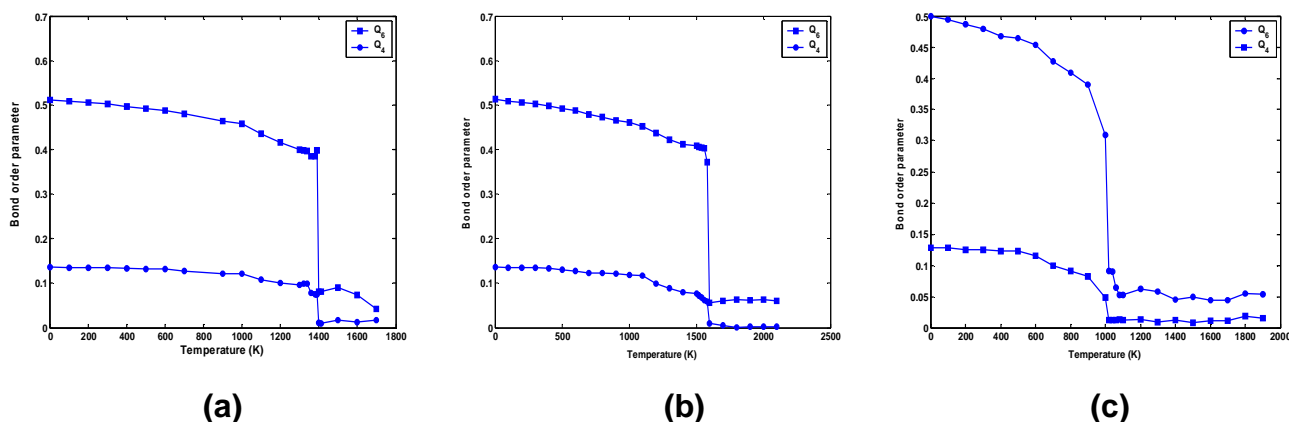 Bond order parameter
0.7
0.6
0.5
0.4
0.3
0.2
0.1
0
0 200 400 600 800 1000 1200 1400 1600 1800
Temperature (K)
Q6
Q4
(a)
Bond order parameter
0.7
0.6
0.5
0.4
0.3
0.2
0.1
0
0 500 1000 1500 2000 2500
Temperature (K)
Q6
Q4
(b)
Bond order parameter
0.5
0.45
0.4
0.35
0.3
0.25
0.2
0.15
0.1
0.05
0
0 200 400 600 800 1000 1200 1400 1600 1800 2000
Temperature (K)
Q6
Q4
(c)